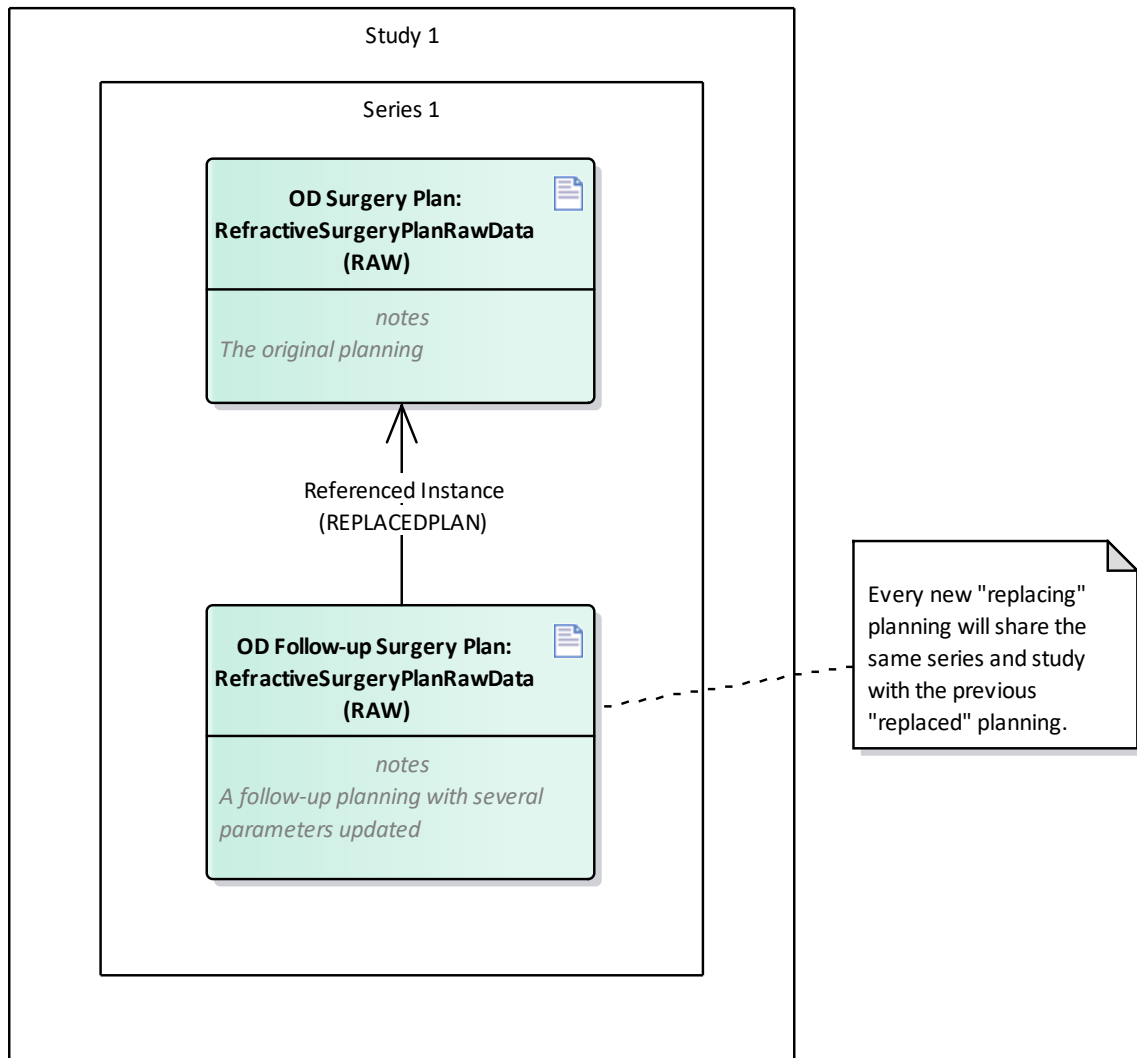 Study 1
Series 1
OD Surgery Plan:
RefractiveSurgeryPlanRawData
(RAW)
notes
The original planning
Referenced Instance
(REPLACEDPLAN)
OD Follow-up Surgery Plan:
RefractiveSurgeryPlanRawData
(RAW)
notes
A follow-up planning with several
parameters updated
Every new "replacing"
planning will share the
same series and study
with the previous
"replaced" planning.